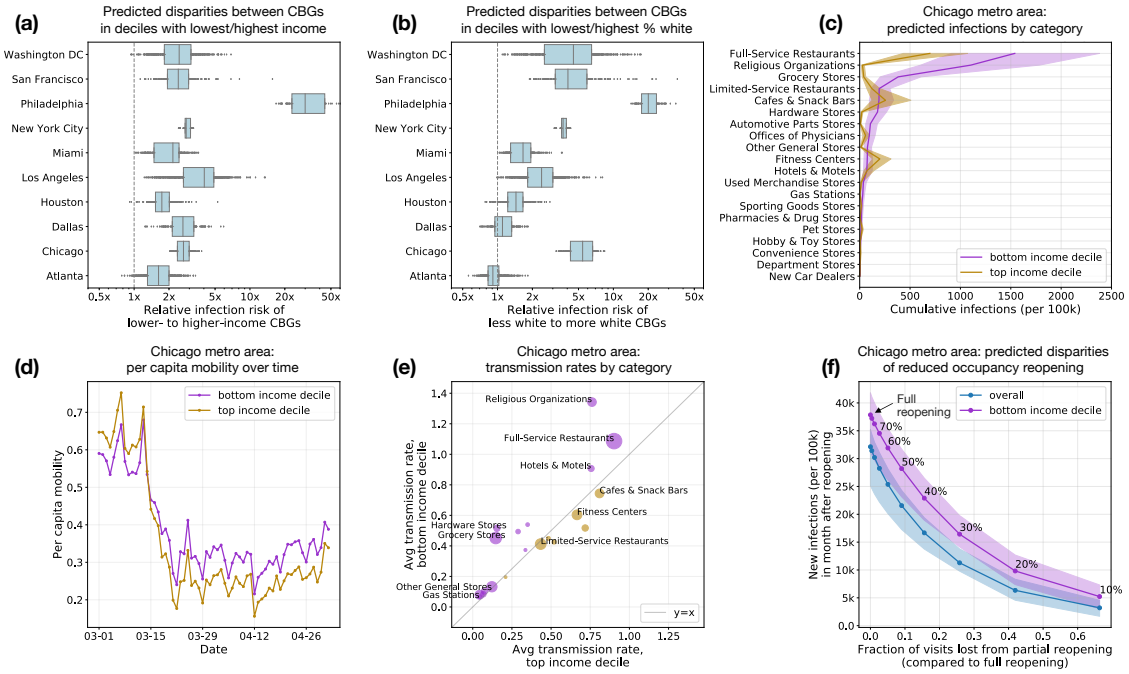 (a)
Predicted disparities between CBGs
in deciles with lowest/highest income
Washington DC
San Francisco
Philadelphia
New York City
Miami
Los Angeles
Houston
Dallas
Chicago
Atlanta
0.5x 1x 2x 5x 10x 20x 50x
Relative infection risk of
lower- to higher-income CBGs
(b)
Predicted disparities between CBGs
in deciles with lowest/highest % white
Washington DC
San Francisco
Philadelphia
New York City
Miami
Los Angeles
Houston
Dallas
Chicago
Atlanta
0.5x 1x 2x 5x 10x 20x 50x
Relative infection risk of
less white to more white CBGs
(c)
Chicago metro area:
predicted infections by category
Full-Service Restaurants
Religious Organizations
Grocery Stores
Limited-Service Restaurants
Cafes & Snack Bars
Hardware Stores
Automotive Parts Stores
Offices of Physicians
Other General Stores
Fitness Centers
Hotels & Motels
Used Merchandise Stores
Gas Stations
Sporting Goods Stores
Pharmacies & Drug Stores
Pet Stores
Hobby & Toy Stores
Convenience Stores
Department Stores
New Car Dealers
bottom income decile
top income decile
0 500 1000 1500 2000 2500
Cumulative infections (per 100k)
(d)
Chicago metro area:
per capita mobility over time
bottom income decile
top income decile
Per capita mobility
0.7
0.6
0.5
0.4
0.3
0.2
03-01 03-15 03-29 04-12 04-26
Date
(e)
Chicago metro area:
transmission rates by category
Avg transmission rate,
bottom income decile
1.4
1.2
1.0
0.8
0.6
0.4
0.2
0.0
Religious Organizations
Full-Service Restaurants
Hotels & Motels
Cafes & Snack Bars
Fitness Centers
Hardware Stores
Grocery Stores
Limited-Service Restaurants
Other General Stores
Gas Stations
y=x
0.00 0.25 0.50 0.75 1.00 1.25
Avg transmission rate,
top income decile
(f)
Chicago metro area: predicted disparities
of reduced occupancy reopening
overall
bottom income decile
New infections (per 100k)
in month after reopening
35k
30k
25k
20k
15k
10k
5k
0.0
Full
reopening
70%
60%
50%
40%
30%
20%
10%
0.0 0.1 0.2 0.3 0.4 0.5 0.6
Fraction of visits lost from partial reopening
(compared to full reopening)